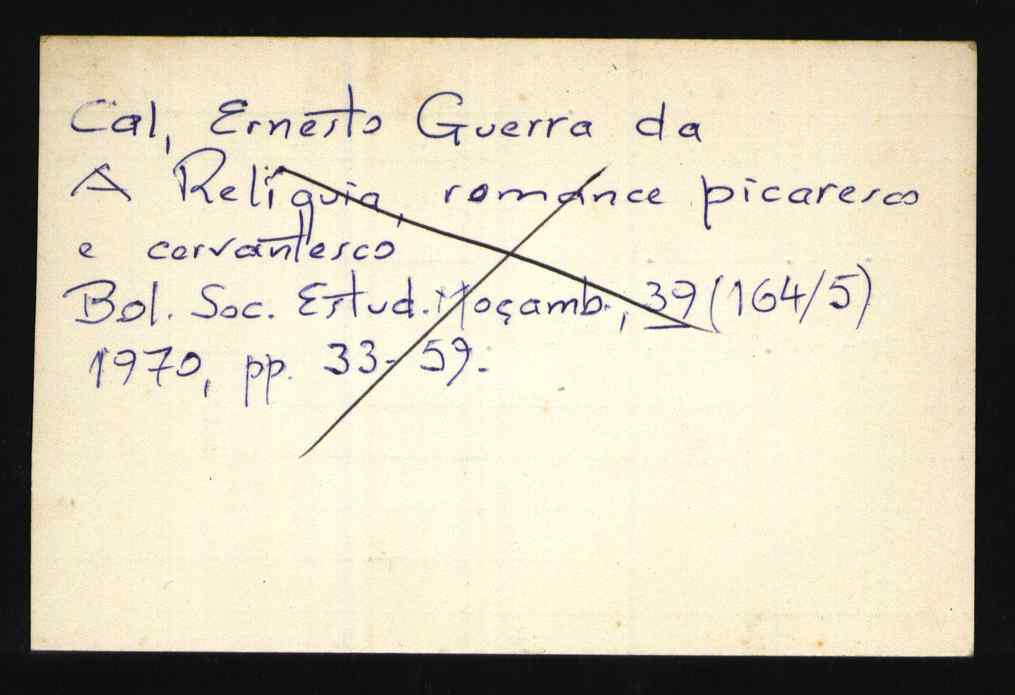 Cal, Ernesto Guerra da
A Relíquia, romance picaresco
e cervantesco
Bol. Soc. Estud. Moçamb., 39 (164/5)
1970, pp. 33-59.